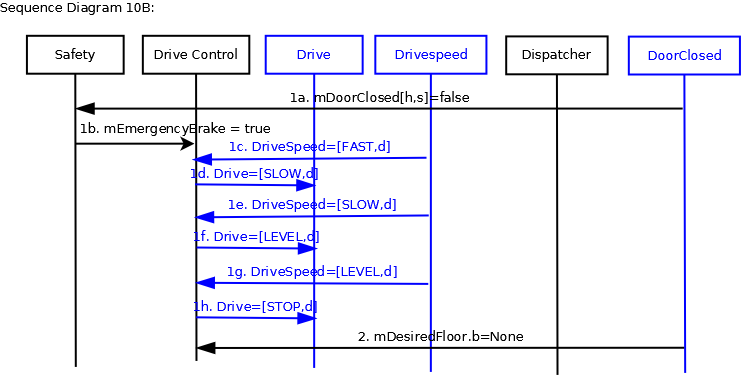 Sequence Diagram 10B:
Safety
Drive Control
Drive
Drivespeed
Dispatcher
DoorClosed
1a. mDoorClosed[h,s]=false
1b. mEmergencyBrake = true
1c. DriveSpeed=[FAST,d]
1d. Drive=[SLOW,d]
1e. DriveSpeed=[SLOW,d]
1f. Drive=[LEVEL,d]
1g. DriveSpeed=[LEVEL,d]
1h. Drive=[STOP,d]
2. mDesiredFloor.b=None